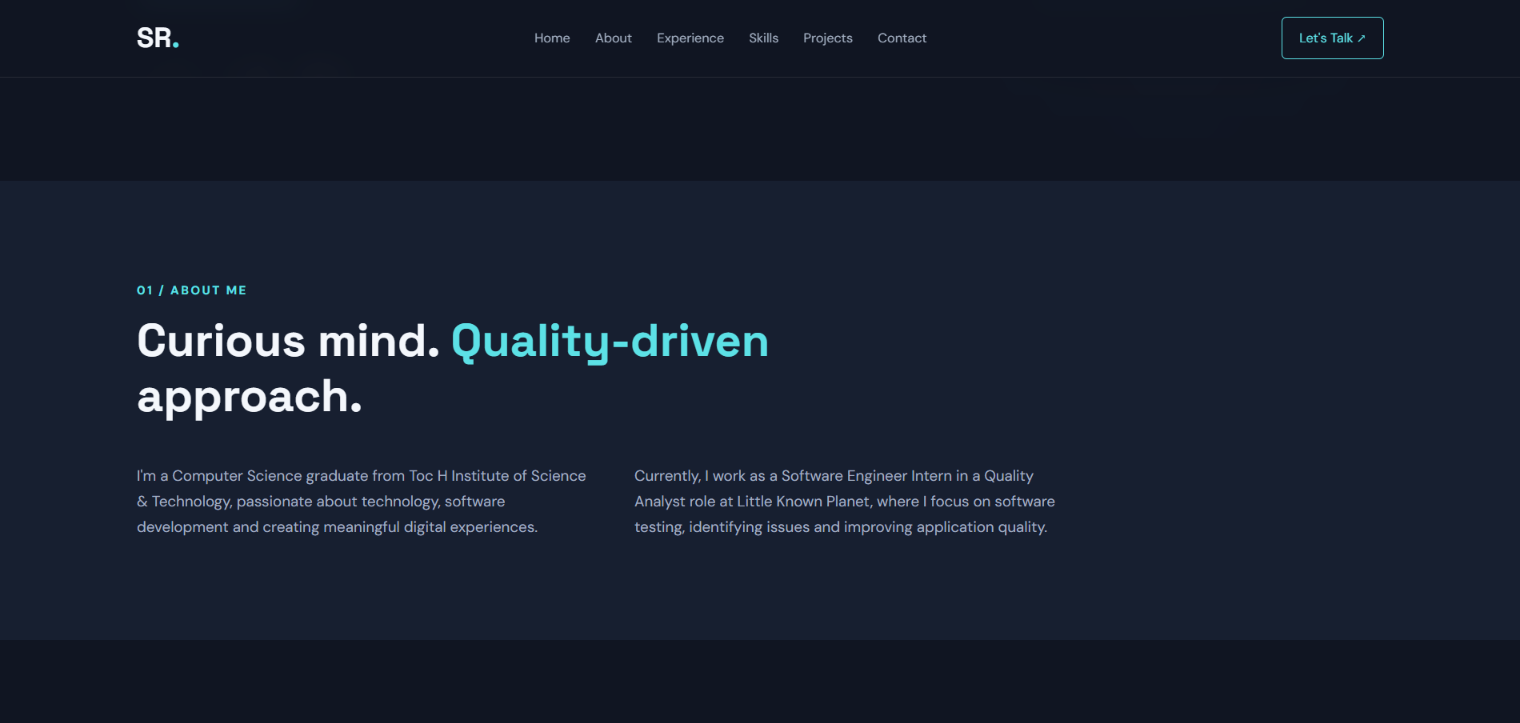 SR.
Home About Experience Skills Projects Contact
Let's Talk ↗
01 / ABOUT ME
Curious mind. Quality-driven
approach.
I'm a Computer Science graduate from Toc H Institute of Science
& Technology, passionate about technology, software
development and creating meaningful digital experiences.
Currently, I work as a Software Engineer Intern in a Quality
Analyst role at Little Known Planet, where I focus on software
testing, identifying issues and improving application quality.